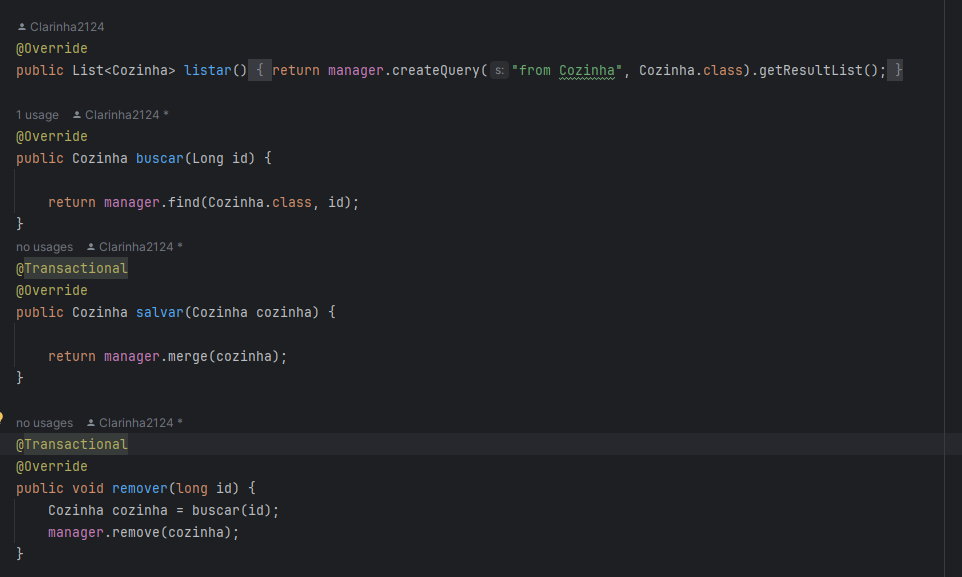 Clarinha2124
@Override
public List<Cozinha> listar() { return manager.createQuery( s: "from Cozinha", Cozinha.class).getResultList(); }
1 usage Clarinha2124 *
@Override
public Cozinha buscar(Long id) {
return manager.find(Cozinha.class, id);
}
no usages Clarinha2124 *
@Transactional
@Override
public Cozinha salvar(Cozinha cozinha) {
return manager.merge(cozinha);
}
no usages Clarinha2124 *
@Transactional
@Override
public void remover(long id) {
Cozinha cozinha = buscar(id);
manager.remove(cozinha);
}